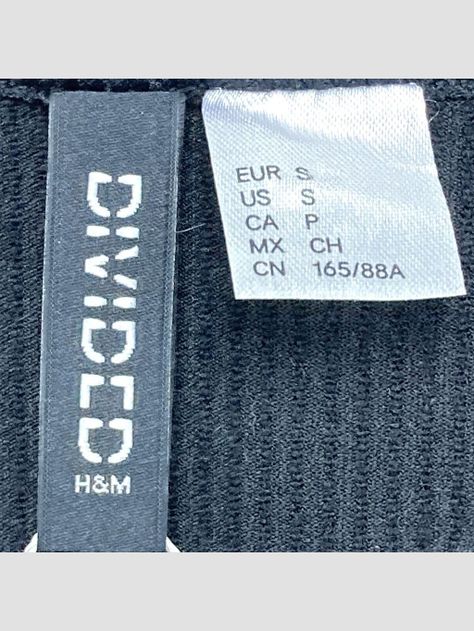 DIVIDED
H&M
EUR S
US S
CA P
MX CH
CN 165/88A